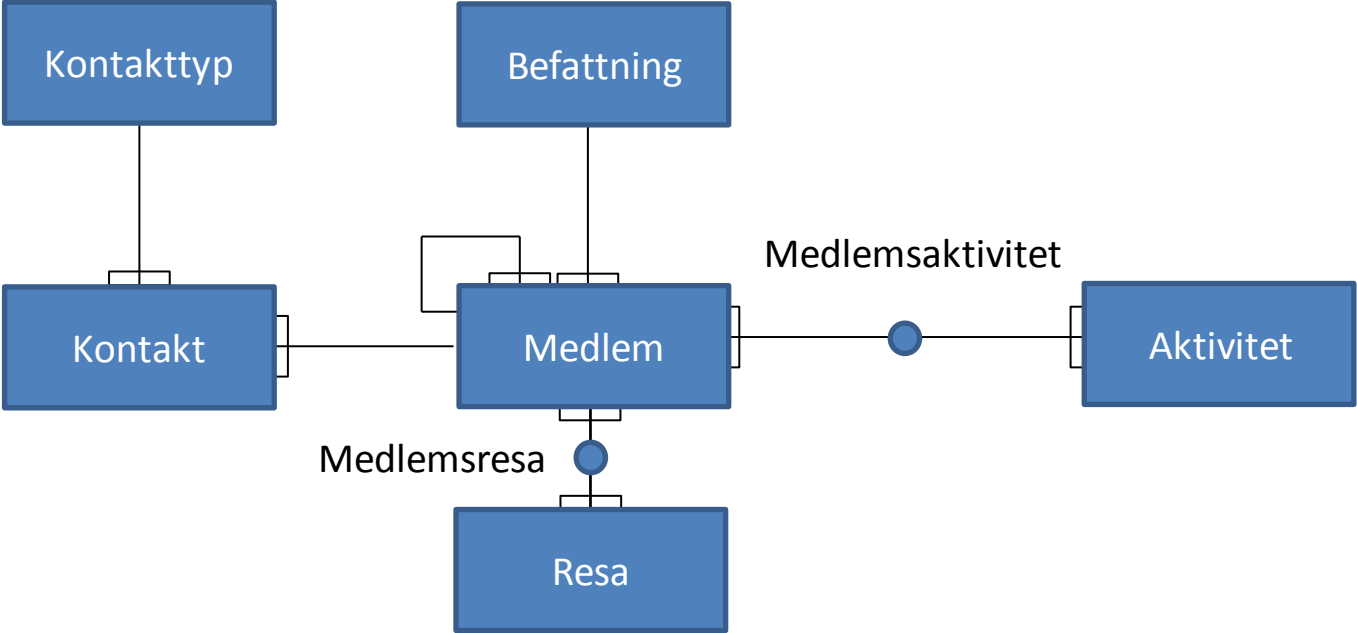 Kontakttyp
Befattning
Medlemsaktivitet
Kontakt
Medlem
Aktivitet
Medlemsresa
Resa